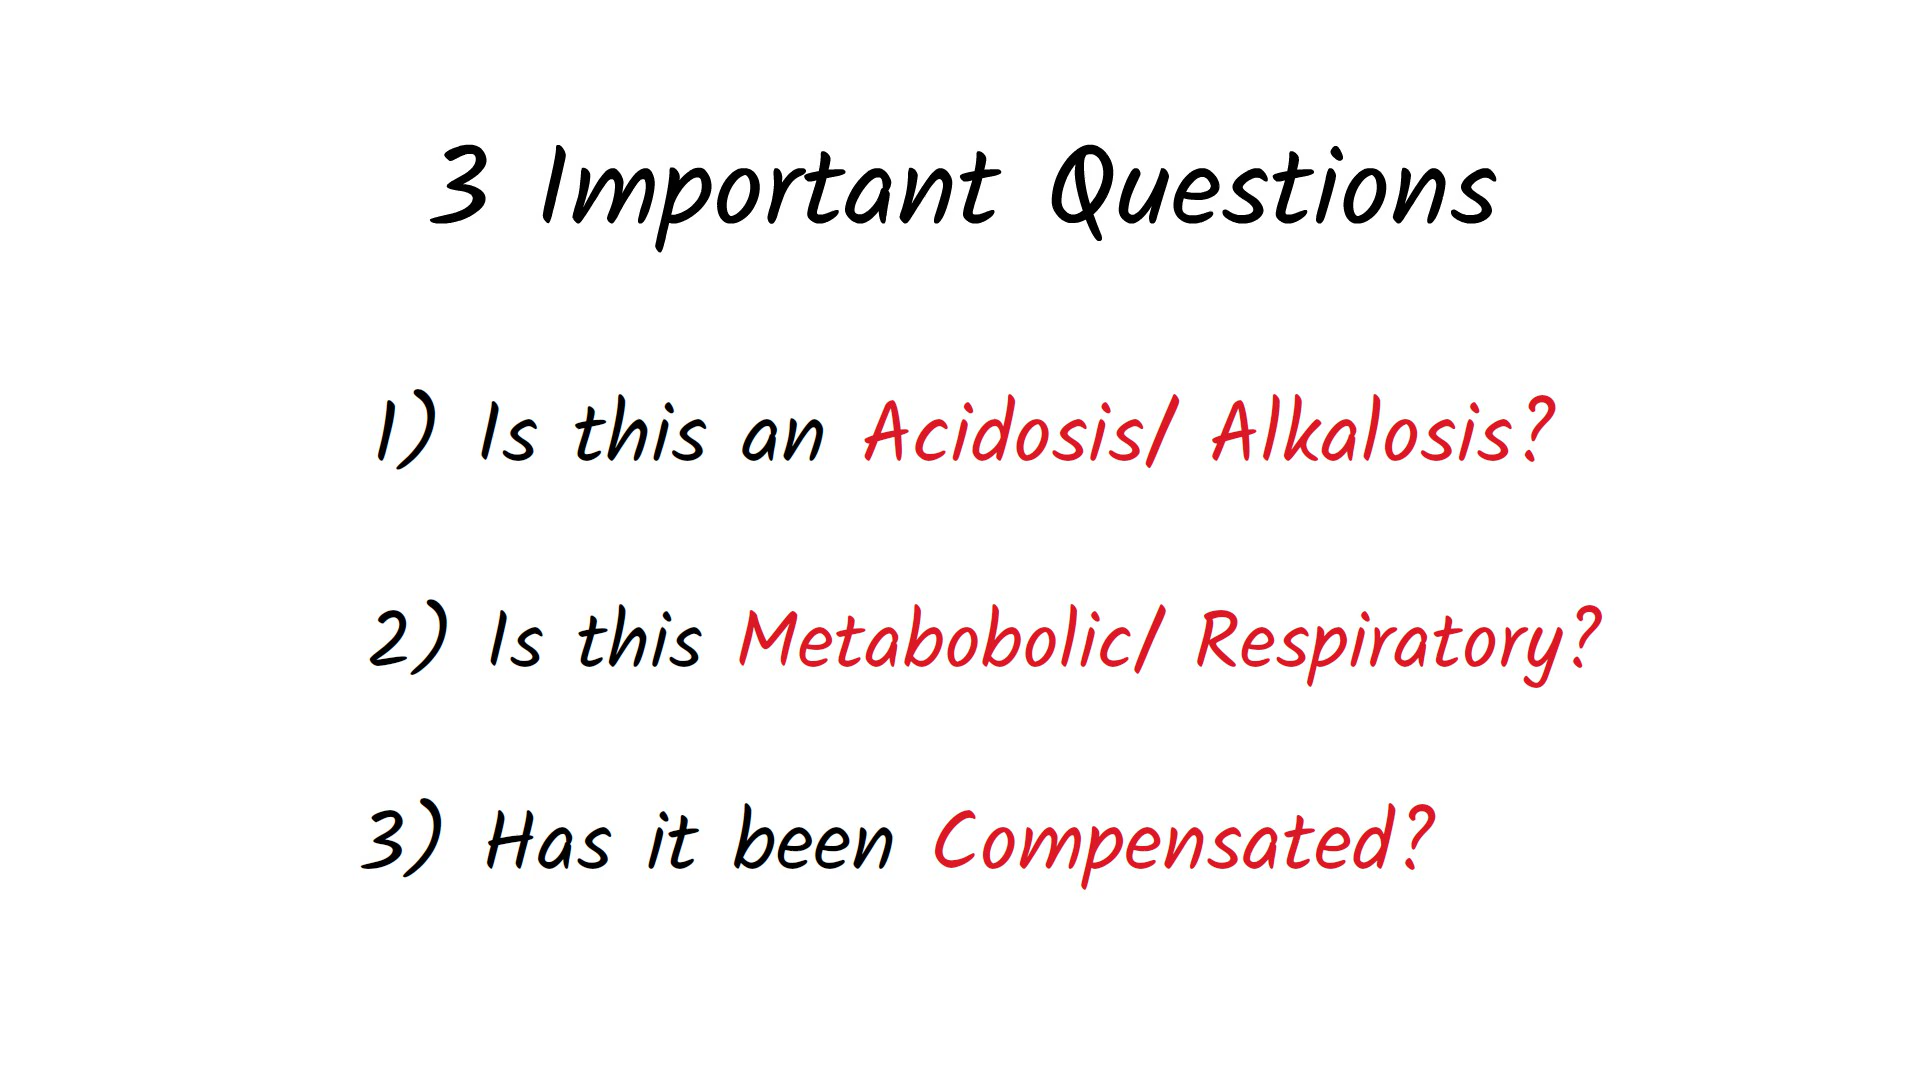 3 Important Questions
1) Is this an Acidosis/ Alkalosis?
2) Is this Metabobolic/ Respiratory?
3) Has it been Compensated?